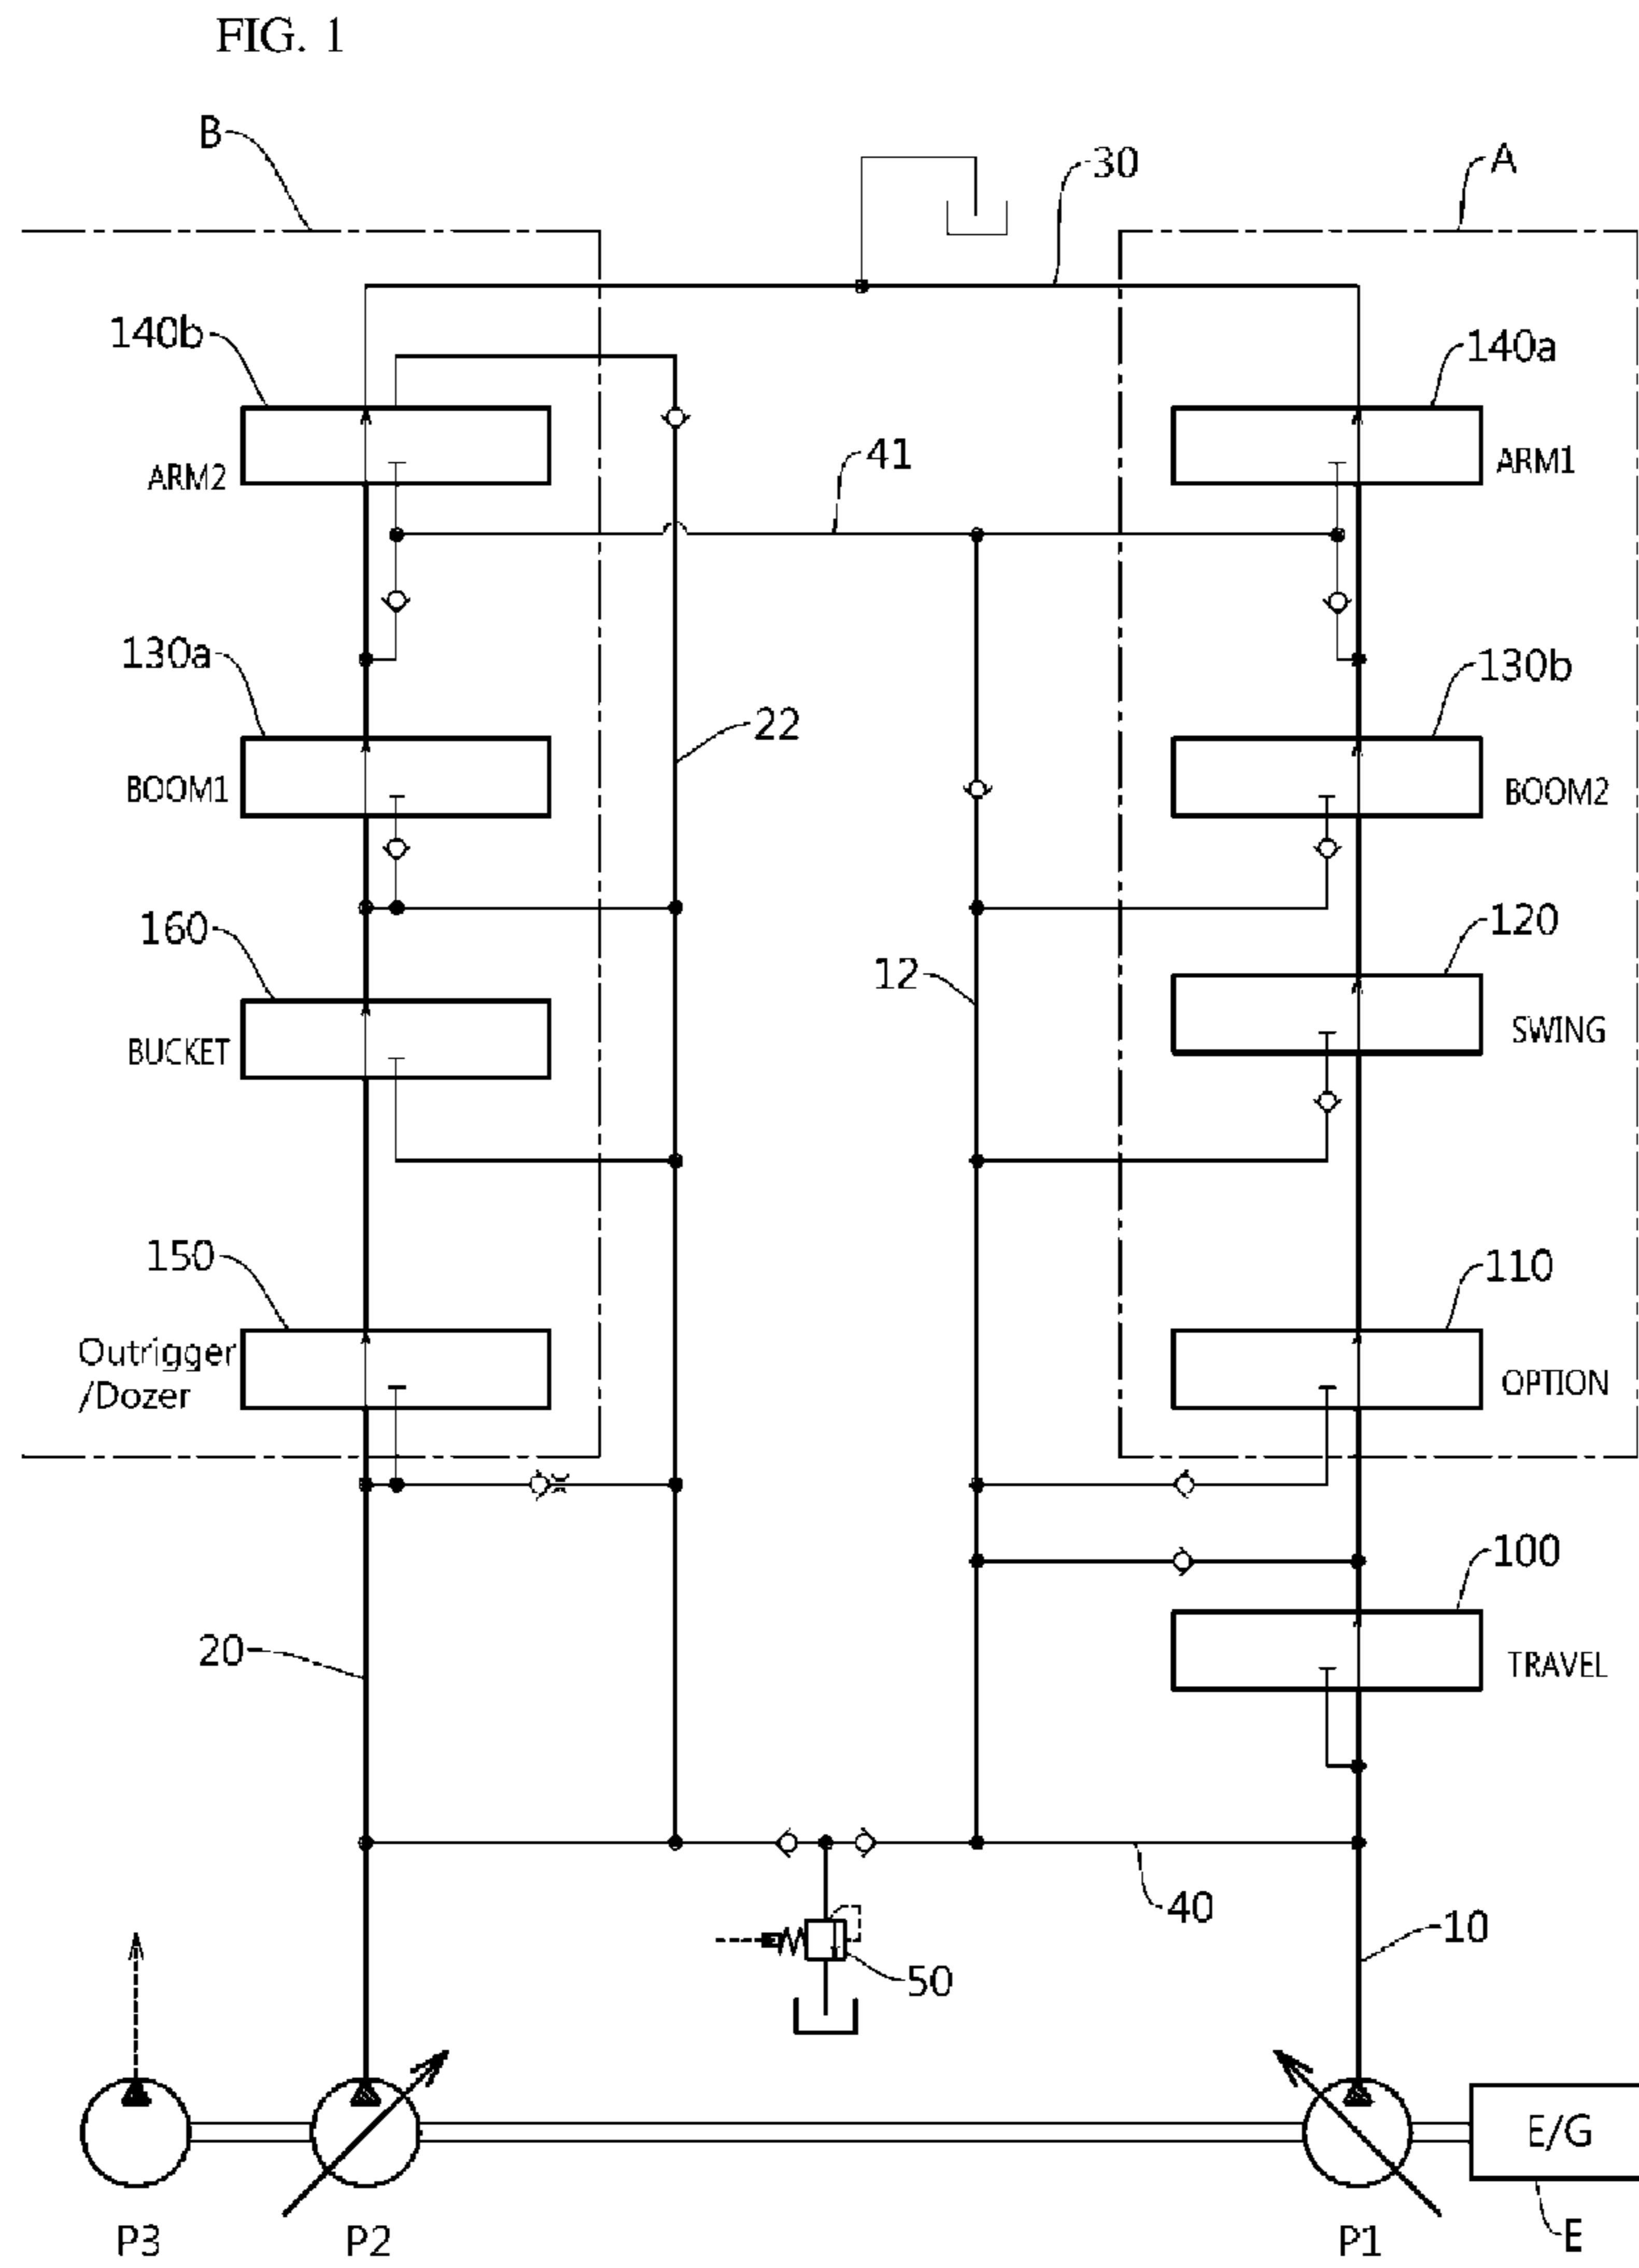 FIG. 1
B
30
A
140b
140a
ARM2
41
ARM1
130a
130b
22
BOOM1
BOOM2
160
120
12
BUCKET
SWING
150
110
Outrigger
/Dozer
OPTION
100
20
TRAVEL
40
10
50
E/G
P3
P2
P1
E